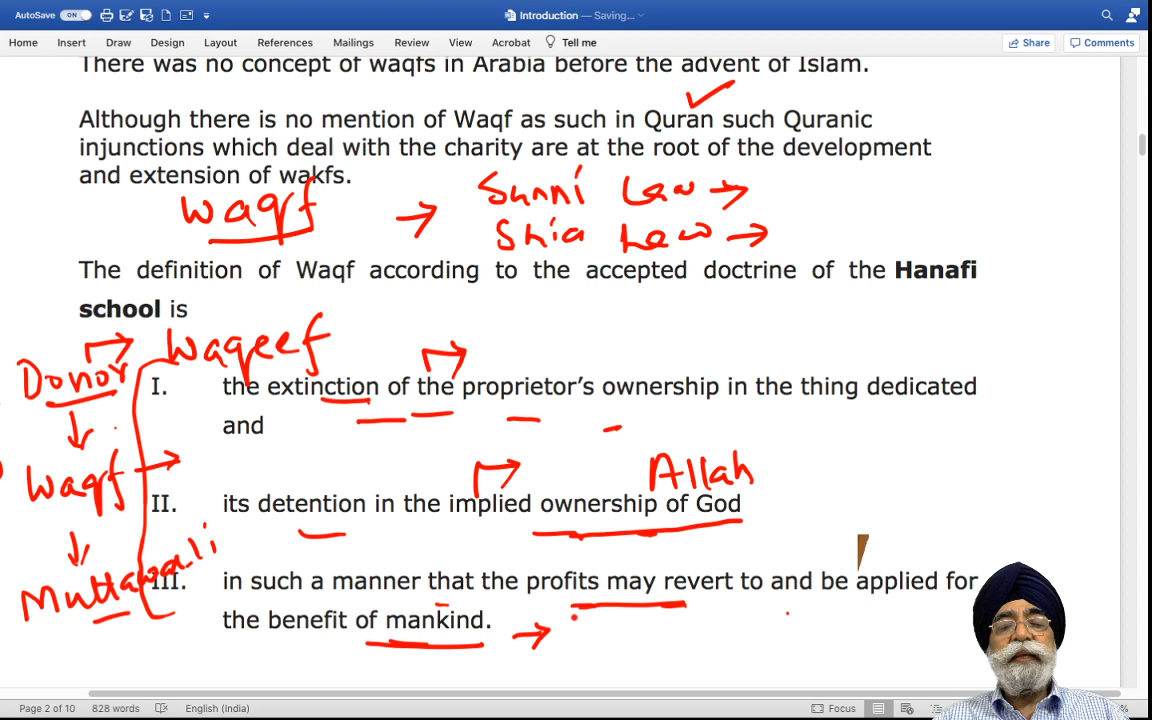 AutoSave ON Introduction — Saving...
Home Insert Draw Design Layout References Mailings Review View Acrobat Tell me Share Comments
There was no concept of waqfs in Arabia before the advent of Islam.
Although there is no mention of Waqf as such in Quran such Quranic
injunctions which deal with the charity are at the root of the development
and extension of wakfs.
waqf → Sunni Law →
Shia Law →
The definition of Waqf according to the accepted doctrine of the Hanafi
school is
Waqeef
Donor
I. the extinction of the proprietor's ownership in the thing dedicated
and
Allah
Waqf
II. its detention in the implied ownership of God
Muttawali
III. in such a manner that the profits may revert to and be applied for
the benefit of mankind.
Page 2 of 10 828 words English (India) Focus %